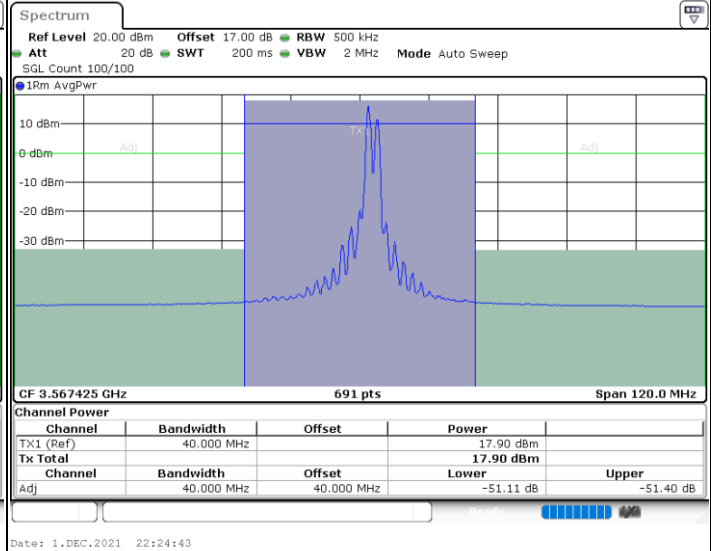 Spectrum
Ref Level 20.00 dBm Offset 17.00 dB RBW 500 kHz
Att 20 dB SWT 200 ms VBW 2 MHz Mode Auto Sweep
SGL Count 100/100
1Rm AvgPwr
10 dBm
TX1
0 dBm Adj Adj
-10 dBm
-20 dBm
-30 dBm
CF 3.567425 GHz 691 pts Span 120.0 MHz
Channel Power
Channel Bandwidth Offset Power
TX1 (Ref) 40.000 MHz 17.90 dBm
Tx Total 17.90 dBm
Channel Bandwidth Offset Lower Upper
Adj 40.000 MHz 40.000 MHz -51.11 dB -51.40 dB
Ready
Date: 1.DEC.2021 22:24:43